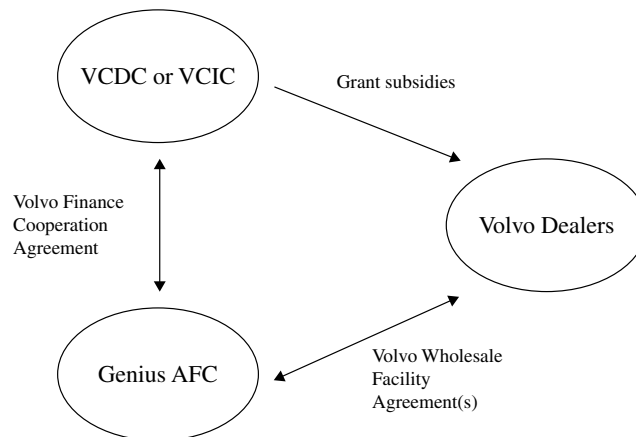 VCDC or VCIC
Grant subsidies
Volvo Finance
Cooperation
Agreement
Volvo Dealers
Genius AFC
Volvo Wholesale
Facility
Agreement(s)